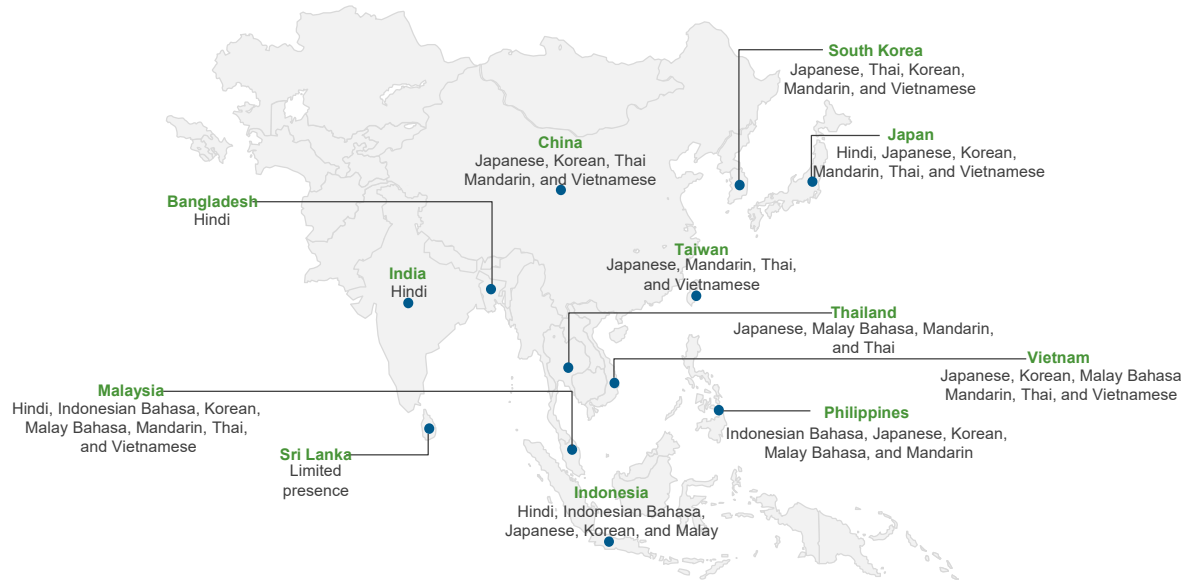 South Korea
Japanese, Thai, Korean,
Mandarin, and Vietnamese
Japan
Hindi, Japanese, Korean,
Mandarin, Thai, and Vietnamese
China
Japanese, Korean, Thai
Mandarin, and Vietnamese
Bangladesh
Hindi
Taiwan
Japanese, Mandarin, Thai,
and Vietnamese
India
Hindi
Thailand
Japanese, Malay Bahasa, Mandarin,
and Thai
Vietnam
Japanese, Korean, Malay Bahasa
Mandarin, Thai, and Vietnamese
Malaysia
Hindi, Indonesian Bahasa, Korean,
Malay Bahasa, Mandarin, Thai,
and Vietnamese
Philippines
Indonesian Bahasa, Japanese, Korean,
Malay Bahasa, and Mandarin
Sri Lanka
Limited
presence
Indonesia
Hindi, Indonesian Bahasa,
Japanese, Korean, and Malay